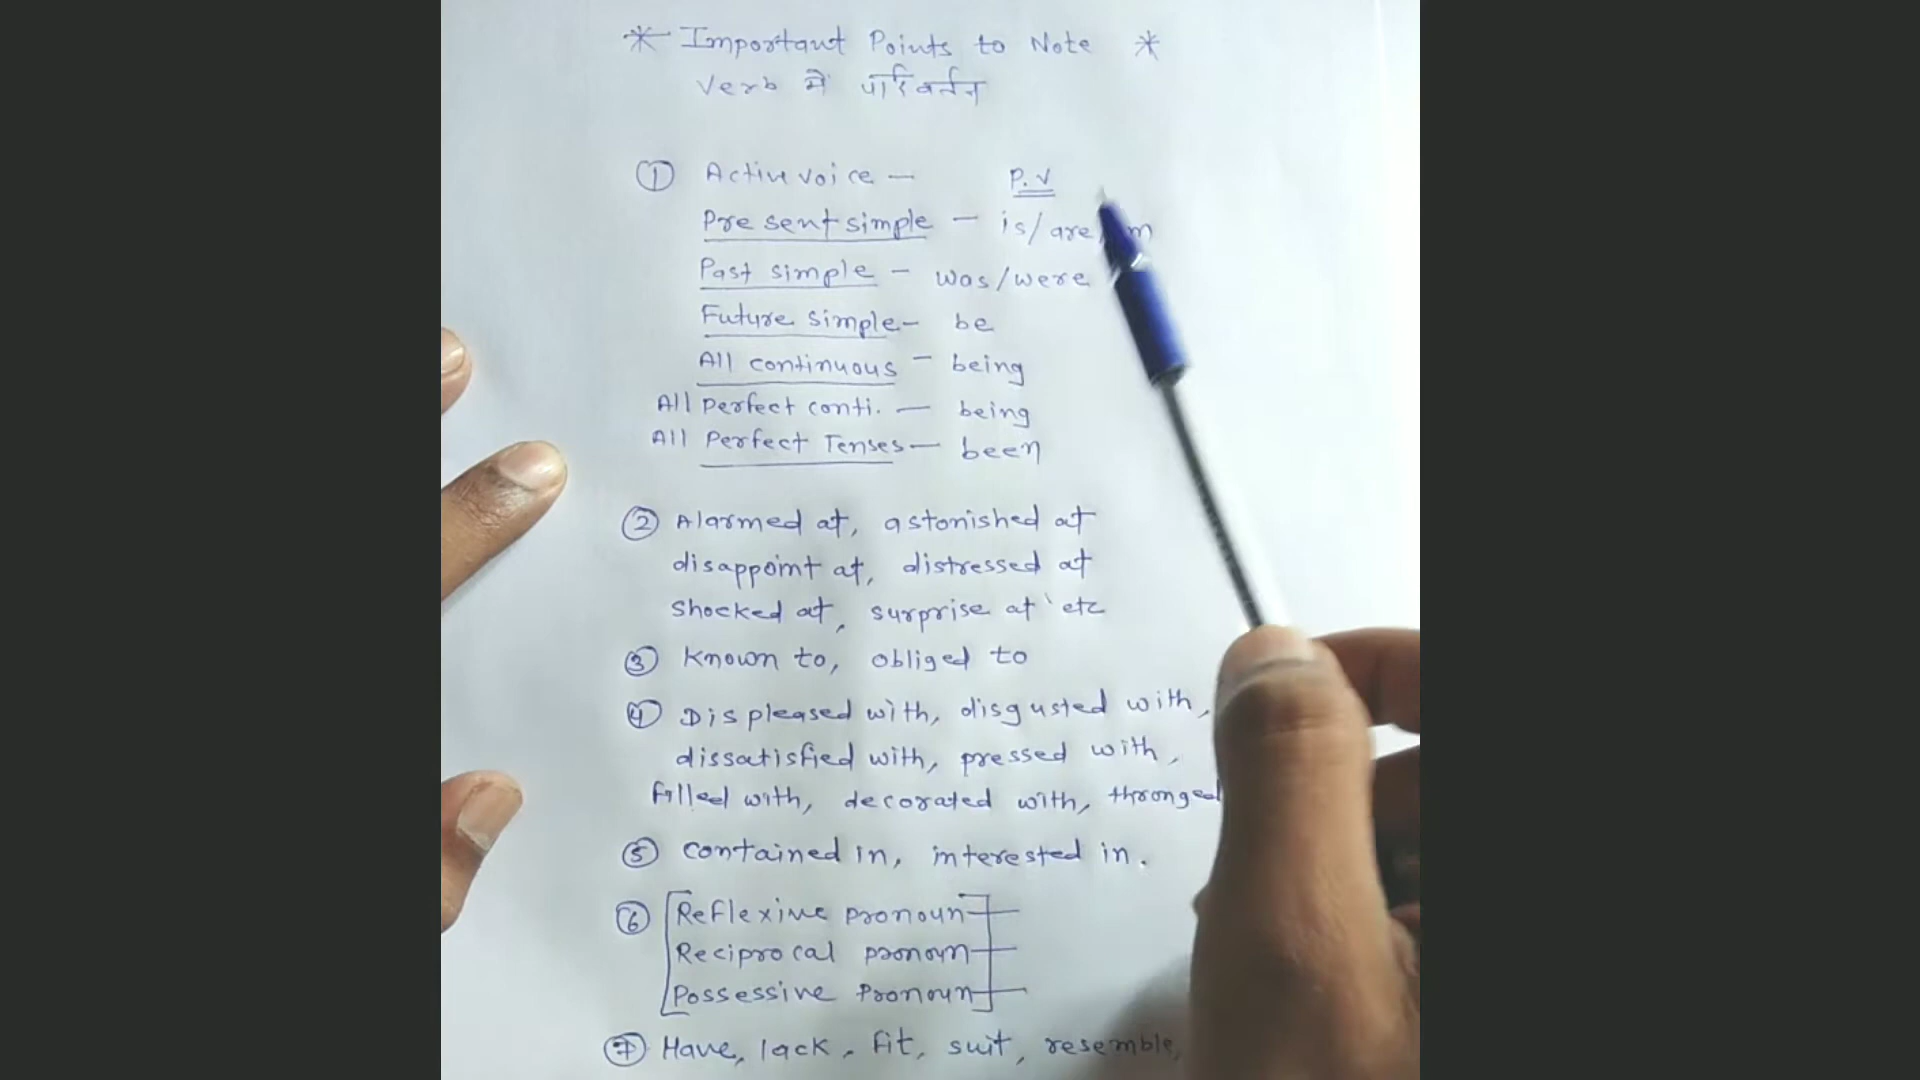 * Important Points to Note *
Verb में परिवर्तन
① Active voice — P.V
Present simple — is/are/am
Past simple — was/were
Future simple — be
All continuous — being
All Perfect conti. — being
All Perfect Tenses — been
② Alarmed at, astonished at
disappoint at, distressed at
shocked at, surprise at etc
③ Known to, obliged to
④ Displeased with, disgusted with,
dissatisfied with, pressed with,
filled with, decorated with, thronged
⑤ contained in, interested in.
⑥ Reflexive pronoun —
Reciprocal pronoun —
Possessive Pronoun —
⑦ Have, lack, fit, suit, resemble,